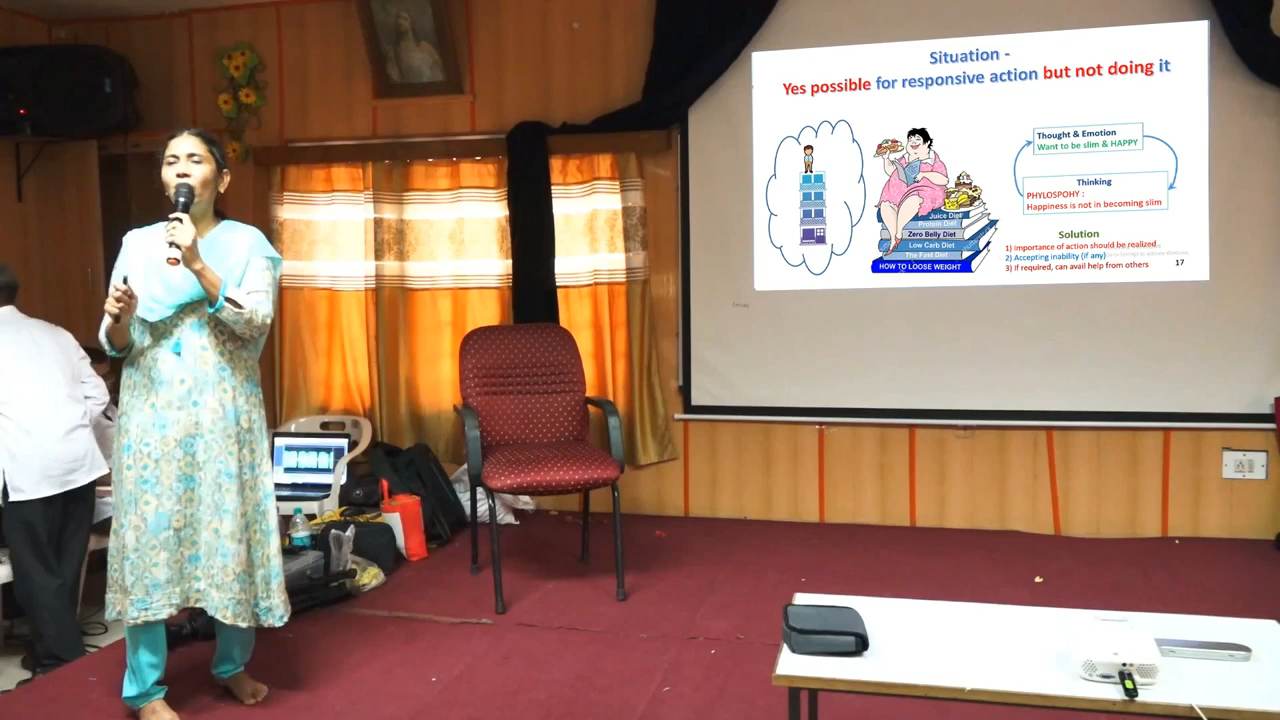 Situation -
Yes possible for responsive action but not doing it
Thought & Emotion
Want to be slim & HAPPY
Thinking
PHYLOSPOHY :
Happiness is not in becoming slim
Juice Diet
Protein Diet
Zero Belly Diet
Low Carb Diet
The Fast Diet
HOW TO LOOSE WEIGHT
Solution
1) Importance of action should be realized
2) Accepting inability (if any)
3) If required, can avail help from others
17